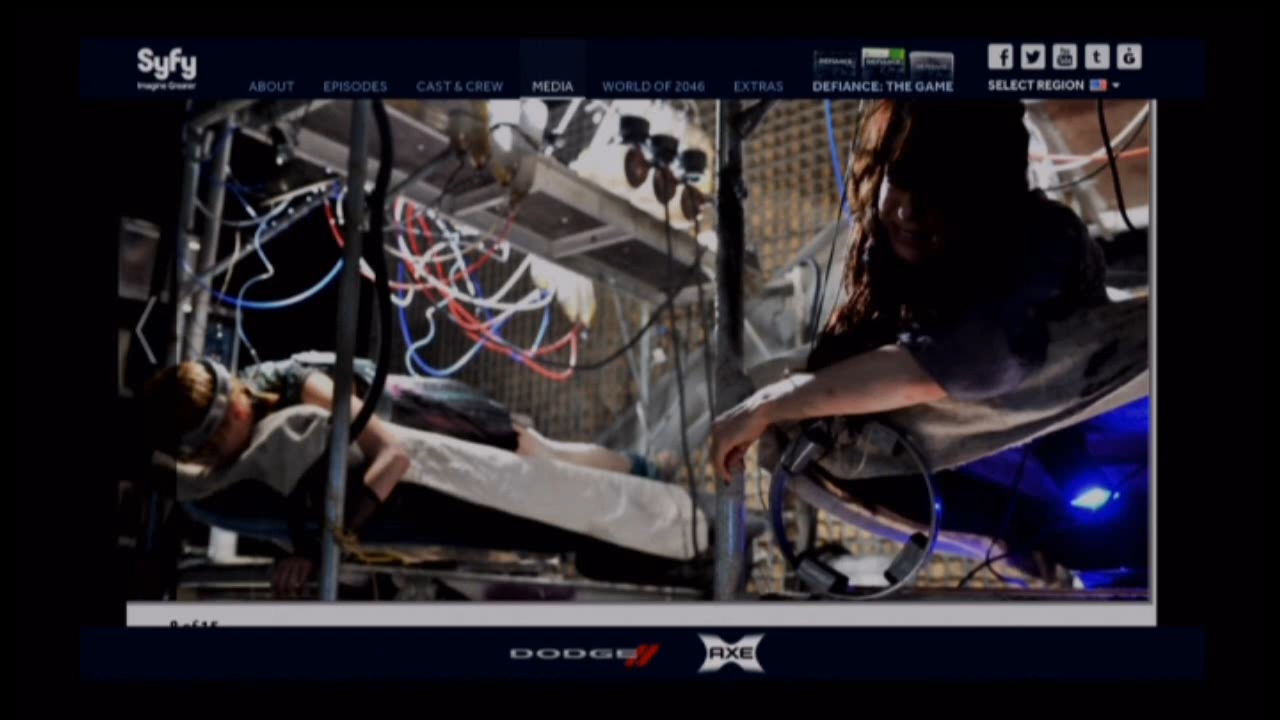 Syfy
Imagine Greater
ABOUT
EPISODES
CAST & CREW
MEDIA
WORLD OF 2046
EXTRAS
DEFIANCE: THE GAME
SELECT REGION
DODGE
AXE